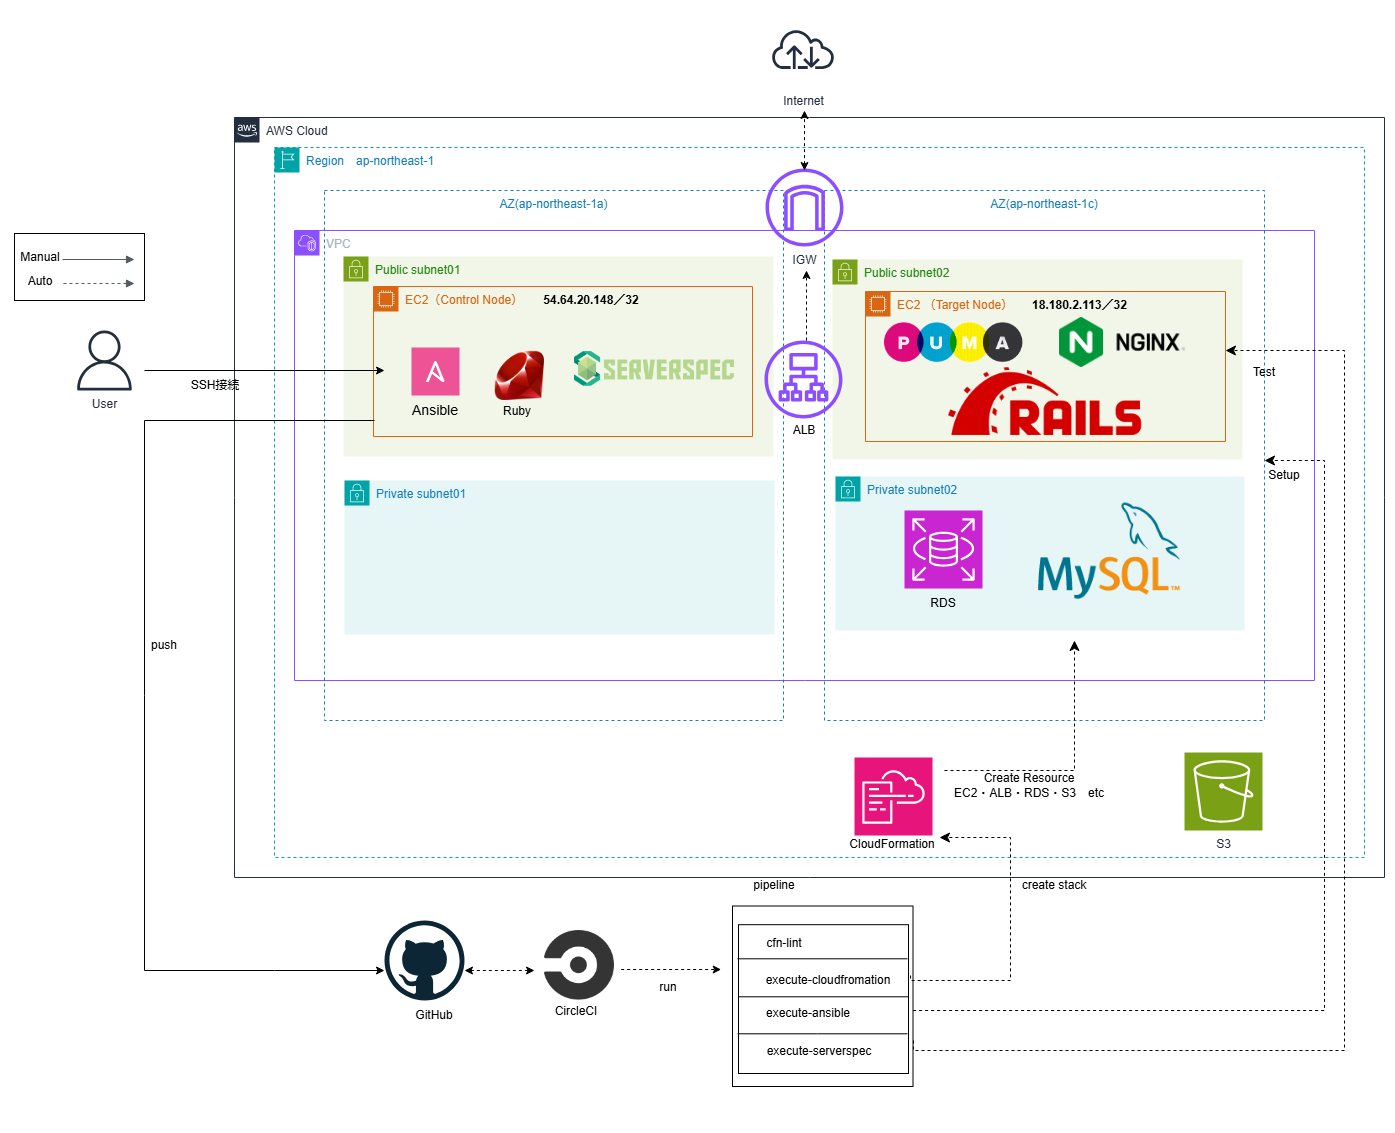 Internet
aws
AWS Cloud
Region ap-northeast-1
AZ(ap-northeast-1a)
AZ(ap-northeast-1c)
Manual
Auto
VPC
IGW
Public subnet01
Public subnet02
EC2（Control Node） 54.64.20.148／32
EC2 （Target Node） 18.180.2.113／32
PUMA
N NGINX
RAILS
Ansible
Ruby
SERVERSPEC
ALB
User
SSH接続
Test
Setup
Private subnet01
Private subnet02
RDS
MySQL™
push
Create Resource
EC2・ALB・RDS・S3 etc
CloudFormation
S3
pipeline
create stack
cfn-lint
execute-cloudfromation
execute-ansible
execute-serverspec
GitHub
CircleCI
run